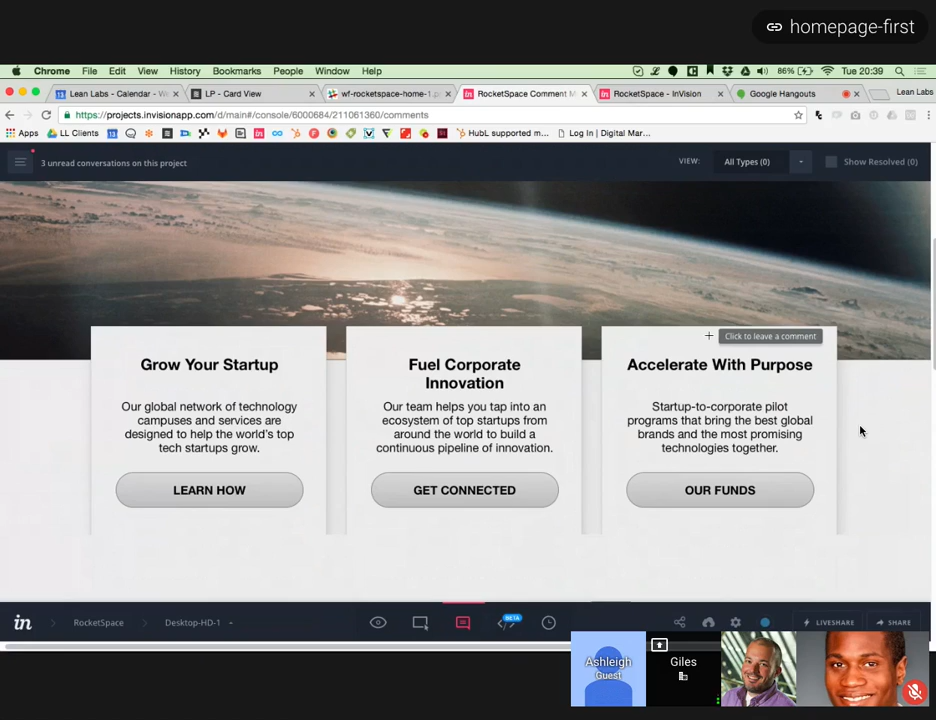 homepage-first
Chrome File Edit View History Bookmarks People Window Help 86% Tue 20:39
Lean Labs - Calendar - W LP - Card View wf-rocketspace-home-1.p RocketSpace Comment M RocketSpace - InVision Google Hangouts Lean Labs
https://projects.invisionapp.com/d/main#/console/6000684/211061360/comments
Apps LL Clients 13 HubL supported m... Log In | Digital Mar...
3 unread conversations on this project VIEW: All Types (0) Show Resolved (0)
Click to leave a comment
Grow Your Startup
Our global network of technology
campuses and services are
designed to help the world's top
tech startups grow.
LEARN HOW
Fuel Corporate
Innovation
Our team helps you tap into an
ecosystem of top startups from
around the world to build a
continuous pipeline of innovation.
GET CONNECTED
Accelerate With Purpose
Startup-to-corporate pilot
programs that bring the best global
brands and the most promising
technologies together.
OUR FUNDS
in RocketSpace Desktop-HD-1 BETA LIVESHARE SHARE
Ashleigh
Guest
Giles